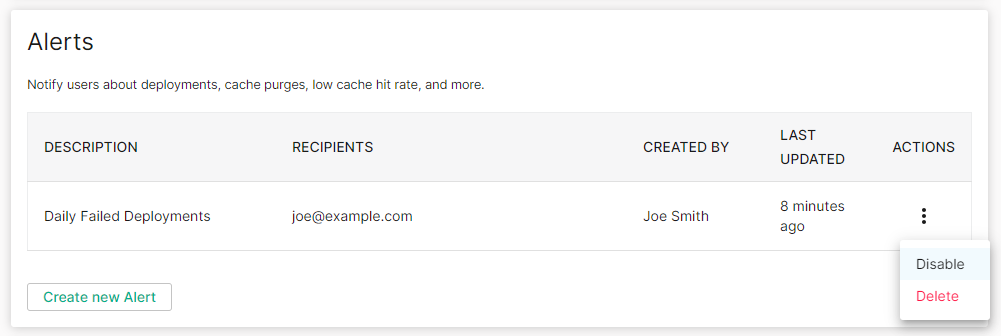 Alerts
Notify users about deployments, cache purges, low cache hit rate, and more.
DESCRIPTION RECIPIENTS CREATED BY LAST UPDATED ACTIONS
Daily Failed Deployments joe@example.com Joe Smith 8 minutes ago
Disable
Delete
Create new Alert